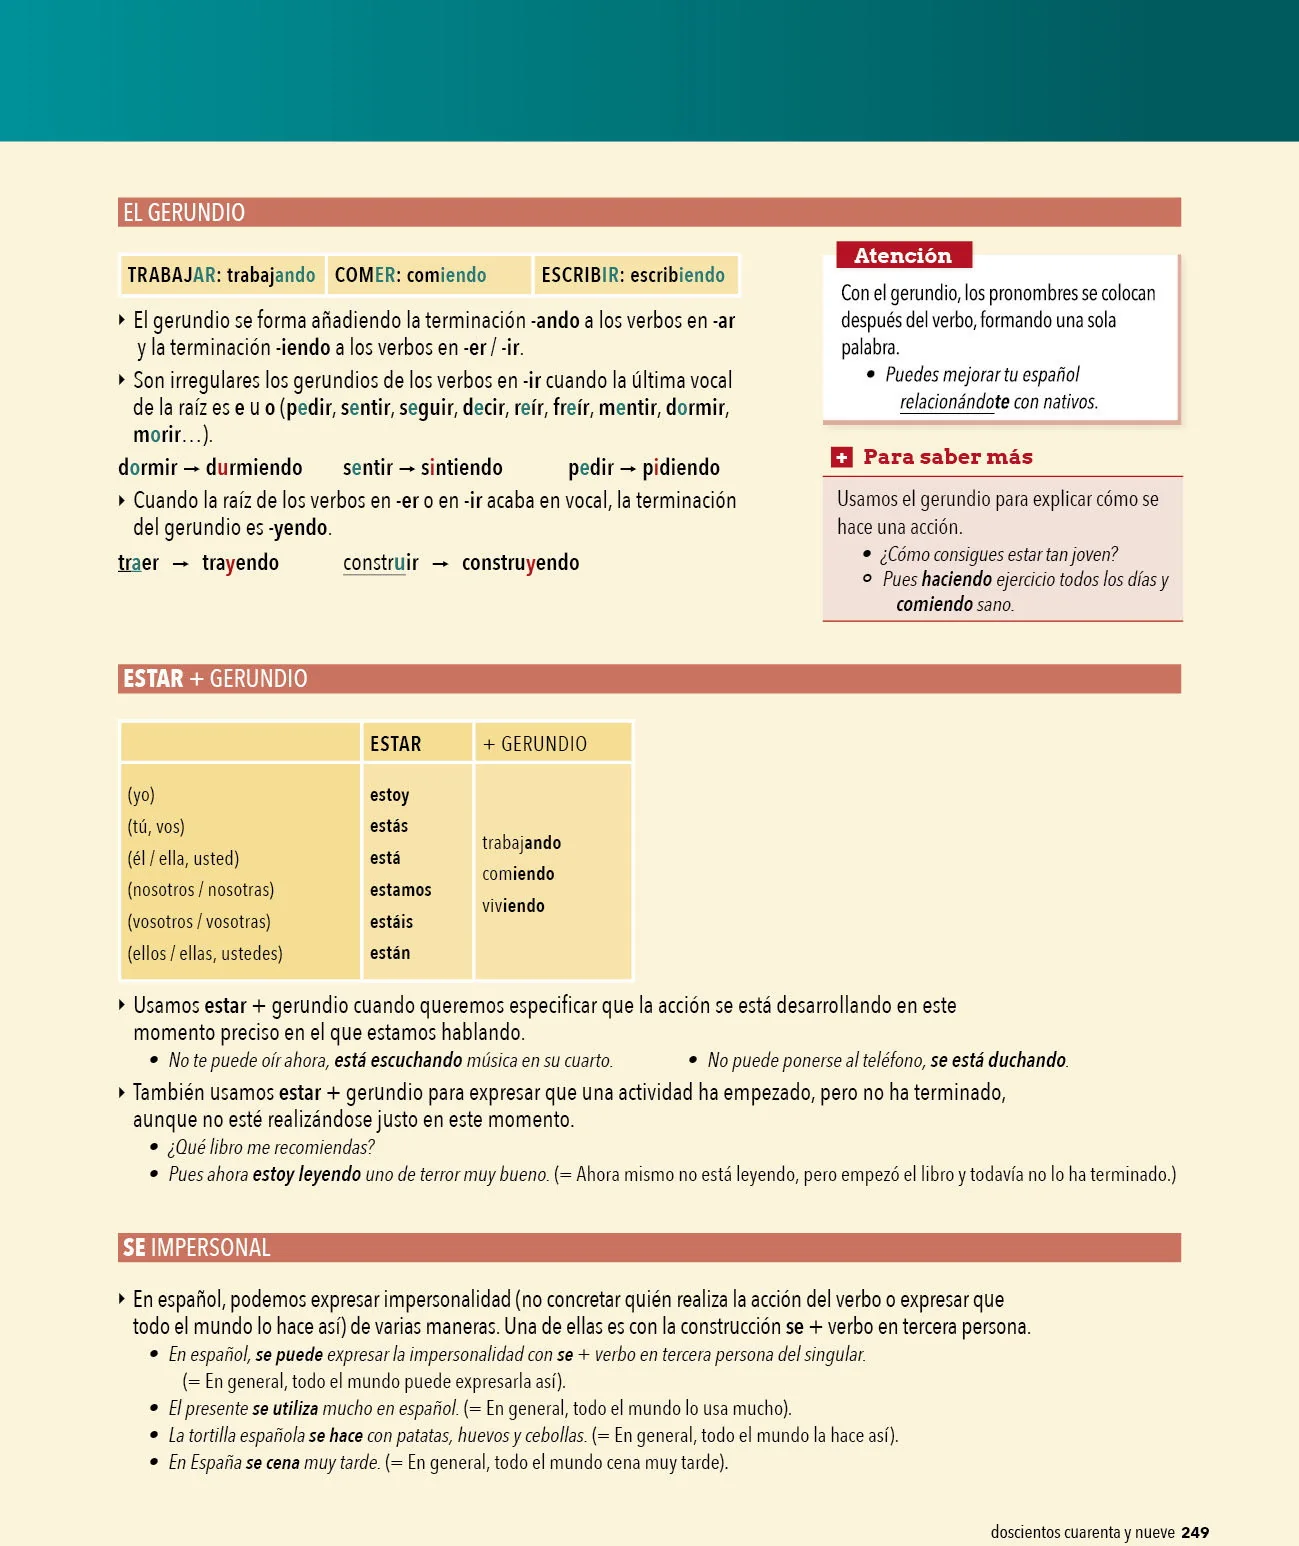 EL GERUNDIO
TRABAJAR: trabajando COMER: comiendo ESCRIBIR: escribiendo
‣ El gerundio se forma añadiendo la terminación -ando a los verbos en -ar
y la terminación -iendo a los verbos en -er / -ir.
‣ Son irregulares los gerundios de los verbos en -ir cuando la última vocal
de la raíz es e u o (pedir, sentir, seguir, decir, reír, freír, mentir, dormir,
morir…).
dormir → durmiendo sentir → sintiendo pedir → pidiendo
‣ Cuando la raíz de los verbos en -er o en -ir acaba en vocal, la terminación
del gerundio es -yendo.
traer → trayendo construir → construyendo
Atención
Con el gerundio, los pronombres se colocan
después del verbo, formando una sola
palabra.
• Puedes mejorar tu español
relacionándote con nativos.
+ Para saber más
Usamos el gerundio para explicar cómo se
hace una acción.
• ¿Cómo consigues estar tan joven?
○ Pues haciendo ejercicio todos los días y
comiendo sano.
ESTAR + GERUNDIO
ESTAR + GERUNDIO
(yo) estoy
(tú, vos) estás
(él / ella, usted) está
(nosotros / nosotras) estamos
(vosotros / vosotras) estáis
(ellos / ellas, ustedes) están
trabajando
comiendo
viviendo
‣ Usamos estar + gerundio cuando queremos especificar que la acción se está desarrollando en este
momento preciso en el que estamos hablando.
• No te puede oír ahora, está escuchando música en su cuarto. • No puede ponerse al teléfono, se está duchando.
‣ También usamos estar + gerundio para expresar que una actividad ha empezado, pero no ha terminado,
aunque no esté realizándose justo en este momento.
• ¿Qué libro me recomiendas?
• Pues ahora estoy leyendo uno de terror muy bueno. (= Ahora mismo no está leyendo, pero empezó el libro y todavía no lo ha terminado.)
SE IMPERSONAL
‣ En español, podemos expresar impersonalidad (no concretar quién realiza la acción del verbo o expresar que
todo el mundo lo hace así) de varias maneras. Una de ellas es con la construcción se + verbo en tercera persona.
• En español, se puede expresar la impersonalidad con se + verbo en tercera persona del singular.
(= En general, todo el mundo puede expresarla así).
• El presente se utiliza mucho en español. (= En general, todo el mundo lo usa mucho).
• La tortilla española se hace con patatas, huevos y cebollas. (= En general, todo el mundo la hace así).
• En España se cena muy tarde. (= En general, todo el mundo cena muy tarde).
doscientos cuarenta y nueve 249